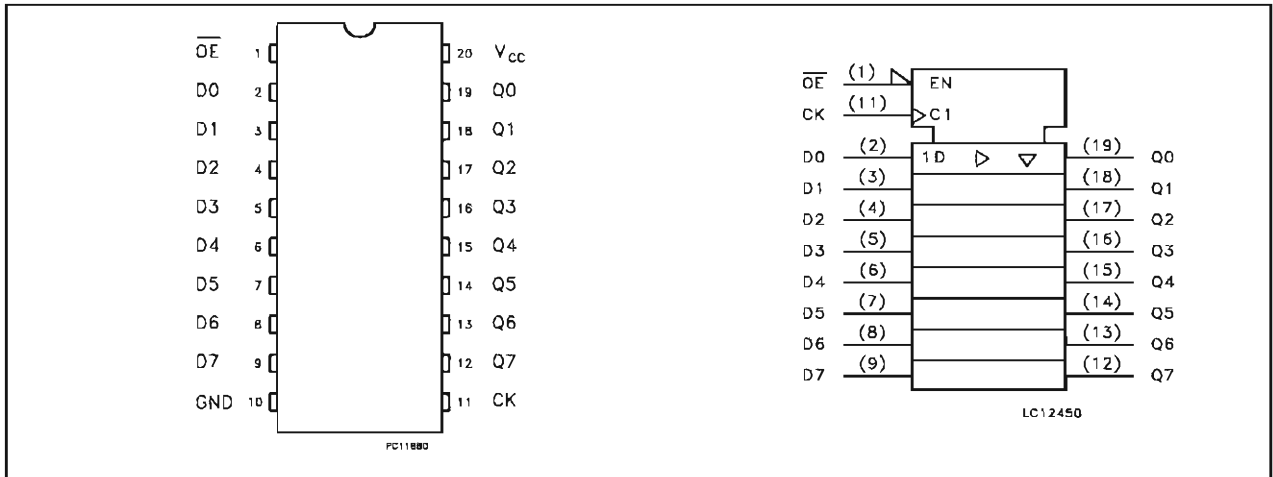 O̅E̅ 1 20 VCC
D0 2 19 Q0
D1 3 18 Q1
D2 4 17 Q2
D3 5 16 Q3
D4 6 15 Q4
D5 7 14 Q5
D6 8 13 Q6
D7 9 12 Q7
GND 10 11 CK
PC11880
O̅E̅ (1) EN
CK (11) C1
D0 (2) 1D (19) Q0
D1 (3) (18) Q1
D2 (4) (17) Q2
D3 (5) (16) Q3
D4 (6) (15) Q4
D5 (7) (14) Q5
D6 (8) (13) Q6
D7 (9) (12) Q7
LC12450